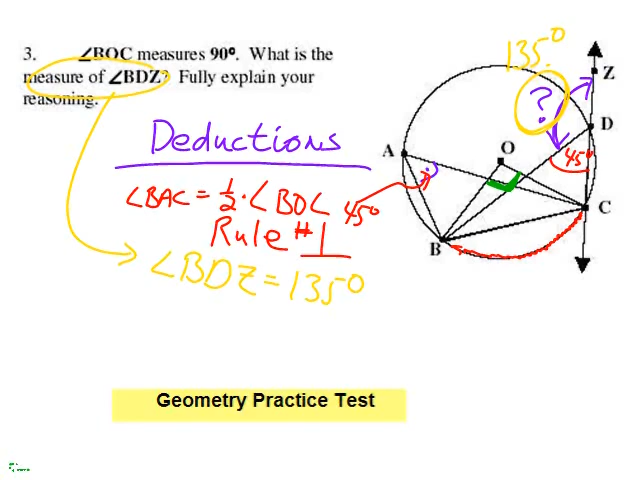 3. ∠BOC measures 90°. What is the
measure of ∠BDZ? Fully explain your
reasoning.
135°
Z
?
D
Deductions
A
O
45°
∠BAC = 1/2 · ∠BOC 45°
C
Rule #1
B
∠BDZ = 135°
Geometry Practice Test